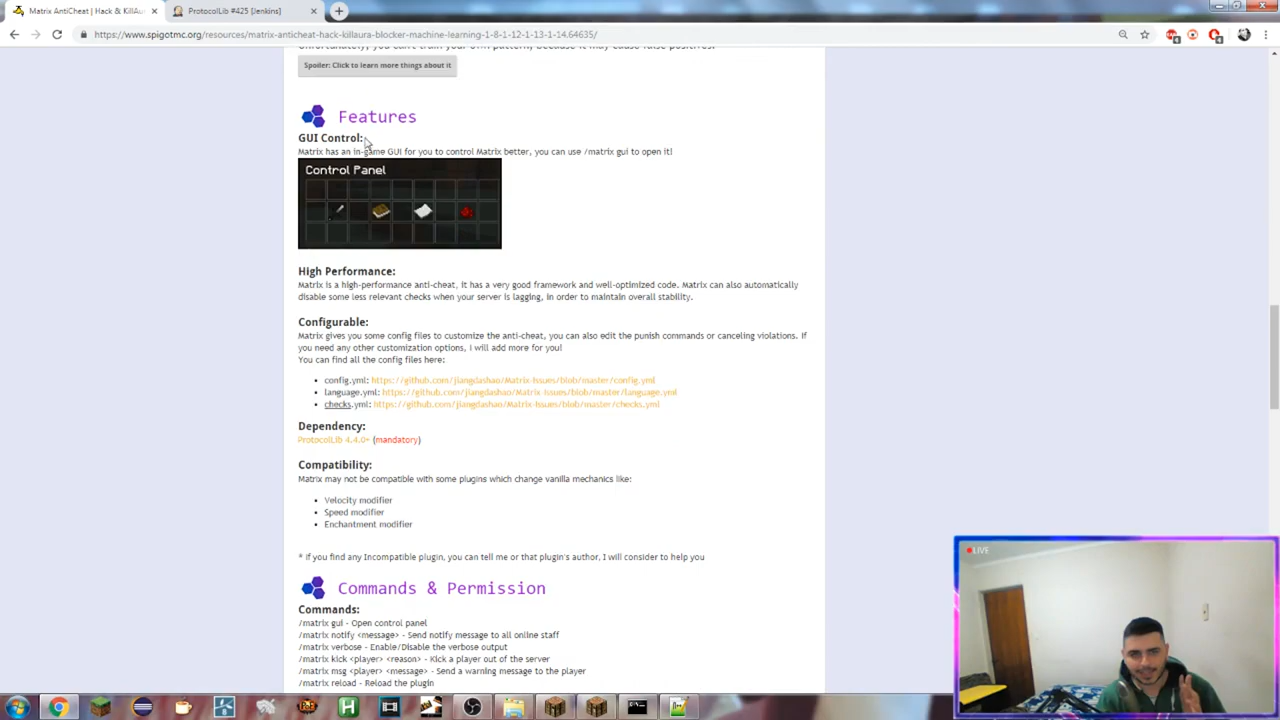 Matrix AntiCheat | Hack & KillAu
ProtocolLib #425 [Jenkins]
https://www.spigotmc.org/resources/matrix-anticheat-hack-killaura-blocker-machine-learning-1-8-1-12-1-13-1-14.64635/
Unfortunately, you can't train your own pattern, because it may cause false positives.
Spoiler: Click to learn more things about it
Features
GUI Control:
Matrix has an in-game GUI for you to control Matrix better, you can use /matrix gui to open it!
Control Panel
High Performance:
Matrix is a high-performance anti-cheat, it has a very good framework and well-optimized code. Matrix can also automatically
disable some less relevant checks when your server is lagging, in order to maintain overall stability.
Configurable:
Matrix gives you some config files to customize the anti-cheat, you can also edit the punish commands or canceling violations. If
you need any other customization options, I will add more for you!
You can find all the config files here:
config.yml: https://github.com/jiangdashao/Matrix-Issues/blob/master/config.yml
language.yml: https://github.com/jiangdashao/Matrix-Issues/blob/master/language.yml
checks.yml: https://github.com/jiangdashao/Matrix-Issues/blob/master/checks.yml
Dependency:
ProtocolLib 4.4.0+ (mandatory)
Compatibility:
Matrix may not be compatible with some plugins which change vanilla mechanics like:
Velocity modifier
Speed modifier
Enchantment modifier
* If you find any Incompatible plugin, you can tell me or that plugin's author, I will consider to help you
Commands & Permission
Commands:
/matrix gui - Open control panel
/matrix notify <message> - Send notify message to all online staff
/matrix verbose - Enable/Disable the verbose output
/matrix kick <player> <reason> - Kick a player out of the server
/matrix msg <player> <message> - Send a warning message to the player
/matrix reload - Reload the plugin
LIVE